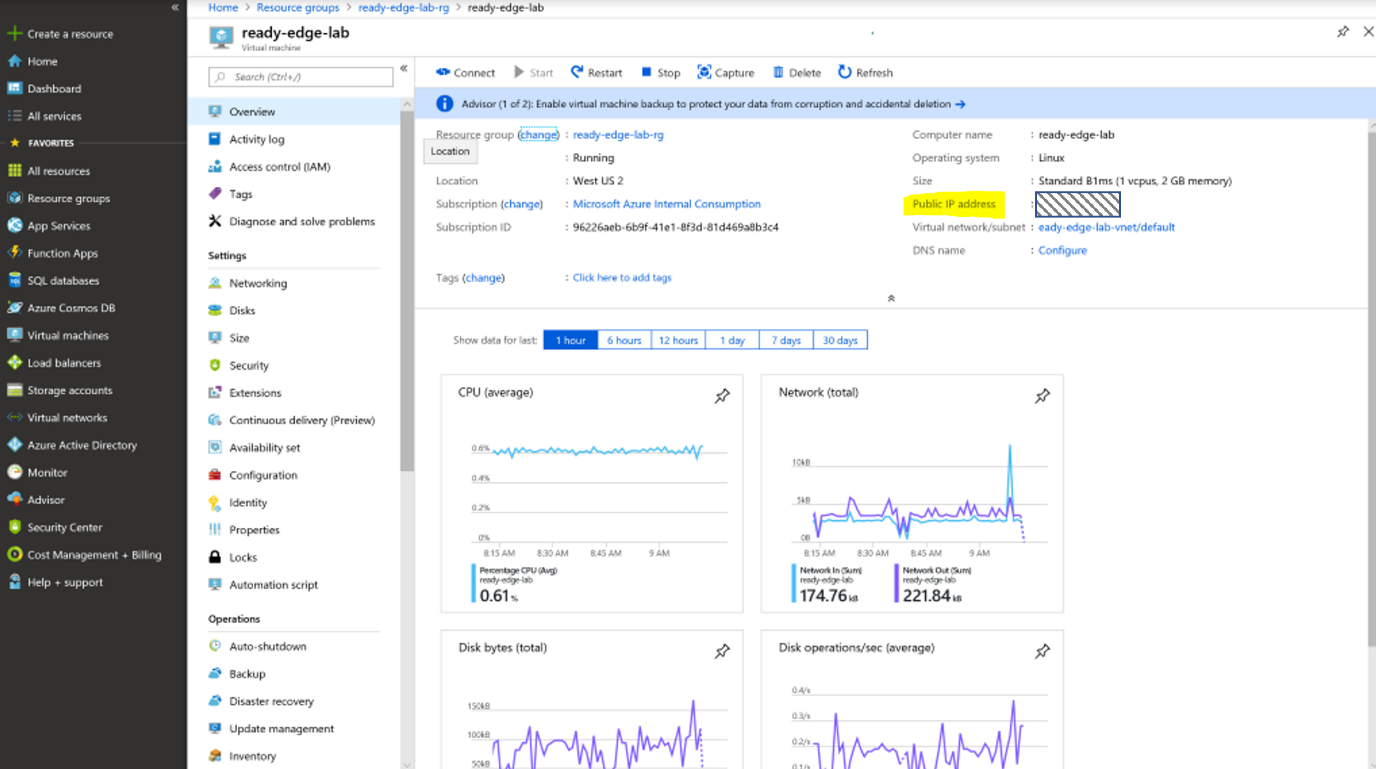 «
Home > Resource groups > ready-edge-lab-rg > ready-edge-lab
ready-edge-lab
Virtual machine
Create a resource
Home
Dashboard
All services
FAVORITES
All resources
Resource groups
App Services
Function Apps
SQL databases
Azure Cosmos DB
Virtual machines
Load balancers
Storage accounts
Virtual networks
Azure Active Directory
Monitor
Advisor
Security Center
Cost Management + Billing
Help + support
Search (Ctrl+/)
«
Overview
Activity log
Access control (IAM)
Tags
Diagnose and solve problems
Settings
Networking
Disks
Size
Security
Extensions
Continuous delivery (Preview)
Availability set
Configuration
Identity
Properties
Locks
Automation script
Operations
Auto-shutdown
Backup
Disaster recovery
Update management
Inventory
Connect Start Restart Stop Capture Delete Refresh
Advisor (1 of 2): Enable virtual machine backup to protect your data from corruption and accidental deletion →
Resource group (change) : ready-edge-lab-rg
Location
: Running
Location : West US 2
Subscription (change) : Microsoft Azure Internal Consumption
Subscription ID : 96226aeb-6b9f-41e1-8f3d-81d469a8b3c4
Tags (change) : Click here to add tags
Computer name : ready-edge-lab
Operating system : Linux
Size : Standard B1ms (1 vcpus, 2 GB memory)
Public IP address :
Virtual network/subnet : eady-edge-lab-vnet/default
DNS name : Configure
Show data for last: 1 hour 6 hours 12 hours 1 day 7 days 30 days
CPU (average)
0.6%
0.4%
0.2%
0%
8:15 AM 8:30 AM 8:45 AM 9 AM
Percentage CPU (Avg)
ready-edge-lab
0.61 %
Network (total)
10kB
5kB
0B
8:15 AM 8:30 AM 8:45 AM 9 AM
Network In (Sum)
ready-edge-lab
174.76 kB
Network Out (Sum)
ready-edge-lab
221.84 kB
Disk bytes (total)
150kB
100kB
50kB
Disk operations/sec (average)
0.4/s
0.3/s
0.2/s
0.1/s